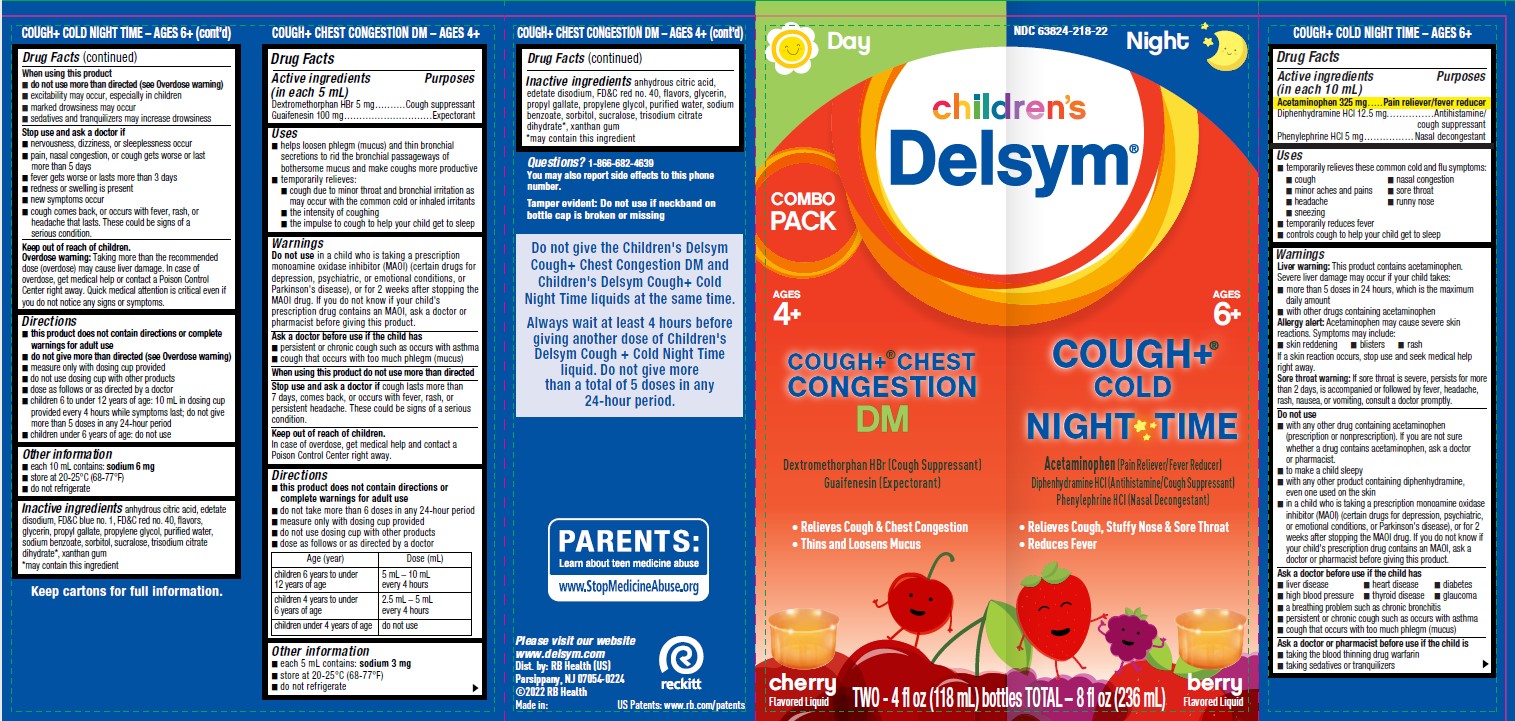 COUGH+ COLD NIGHT TIME – AGES 6+ (cont'd)
Drug Facts (continued)
When using this product
■ do not use more than directed (see Overdose warning)
■ excitability may occur, especially in children
■ marked drowsiness may occur
■ sedatives and tranquilizers may increase drowsiness
Stop use and ask a doctor if
■ nervousness, dizziness, or sleeplessness occur
■ pain, nasal congestion, or cough gets worse or last
more than 5 days
■ fever gets worse or lasts more than 3 days
■ redness or swelling is present
■ new symptoms occur
■ cough comes back, or occurs with fever, rash, or
headache that lasts. These could be signs of a
serious condition.
Keep out of reach of children.
Overdose warning: Taking more than the recommended
dose (overdose) may cause liver damage. In case of
overdose, get medical help or contact a Poison Control
Center right away. Quick medical attention is critical even if
you do not notice any signs or symptoms.
Directions
■ this product does not contain directions or complete
warnings for adult use
■ do not give more than directed (see Overdose warning)
■ measure only with dosing cup provided
■ do not use dosing cup with other products
■ dose as follows or as directed by a doctor
■ children 6 to under 12 years of age: 10 mL in dosing cup
provided every 4 hours while symptoms last; do not give
more than 5 doses in any 24-hour period
■ children under 6 years of age: do not use
Other information
■ each 10 mL contains: sodium 6 mg
■ store at 20-25°C (68-77°F)
■ do not refrigerate
Inactive ingredients anhydrous citric acid, edetate
disodium, FD&C blue no. 1, FD&C red no. 40, flavors,
glycerin, propyl gallate, propylene glycol, purified water,
sodium benzoate, sorbitol, sucralose, trisodium citrate
dihydrate*, xanthan gum
*may contain this ingredient
Keep cartons for full information.
COUGH+ CHEST CONGESTION DM – AGES 4+
Drug Facts
Active ingredients Purposes
(in each 5 mL)
Dextromethorphan HBr 5 mg..........Cough suppressant
Guaifenesin 100 mg...........................Expectorant
Uses
■ helps loosen phlegm (mucus) and thin bronchial
secretions to rid the bronchial passageways of
bothersome mucus and make coughs more productive
■ temporarily relieves:
■ cough due to minor throat and bronchial irritation as
may occur with the common cold or inhaled irritants
■ the intensity of coughing
■ the impulse to cough to help your child get to sleep
Warnings
Do not use in a child who is taking a prescription
monoamine oxidase inhibitor (MAOI) (certain drugs for
depression, psychiatric, or emotional conditions, or
Parkinson's disease), or for 2 weeks after stopping the
MAOI drug. If you do not know if your child's
prescription drug contains an MAOI, ask a doctor or
pharmacist before giving this product.
Ask a doctor before use if the child has
■ persistent or chronic cough such as occurs with asthma
■ cough that occurs with too much phlegm (mucus)
When using this product do not use more than directed
Stop use and ask a doctor if cough lasts more than
7 days, comes back, or occurs with fever, rash, or
persistent headache. These could be signs of a serious
condition.
Keep out of reach of children.
In case of overdose, get medical help and contact a
Poison Control Center right away.
Directions
■ this product does not contain directions or
complete warnings for adult use
■ do not take more than 6 doses in any 24-hour period
■ measure only with dosing cup provided
■ do not use dosing cup with other products
■ dose as follows or as directed by a doctor
Age (year) Dose (mL)
children 6 years to under 5 mL – 10 mL
12 years of age every 4 hours
children 4 years to under 2.5 mL – 5 mL
6 years of age every 4 hours
children under 4 years of age do not use
Other information
■ each 5 mL contains: sodium 3 mg
■ store at 20-25°C (68-77°F)
■ do not refrigerate
COUGH+ CHEST CONGESTION DM – AGES 4+ (cont'd)
Drug Facts (continued)
Inactive ingredients anhydrous citric acid,
edetate disodium, FD&C red no. 40, flavors, glycerin,
propyl gallate, propylene glycol, purified water, sodium
benzoate, sorbitol, sucralose, trisodium citrate
dihydrate*, xanthan gum
*may contain this ingredient
Questions? 1-866-682-4639
You may also report side effects to this phone
number.
Tamper evident: Do not use if neckband on
bottle cap is broken or missing
Do not give the Children's Delsym
Cough+ Chest Congestion DM and
Children's Delsym Cough+ Cold
Night Time liquids at the same time.
Always wait at least 4 hours before
giving another dose of Children's
Delsym Cough + Cold Night Time
liquid. Do not give more
than a total of 5 doses in any
24-hour period.
PARENTS:
Learn about teen medicine abuse
www.StopMedicineAbuse.org
Please visit our website
www.delsym.com
Dist. by: RB Health (US)
Parsippany, NJ 07054-0224
©2022 RB Health
Made in: US Patents: www.rb.com/patents
reckitt
Day
NDC 63824-218-22
Night
children's
Delsym®
COMBO
PACK
AGES
4+
COUGH+® CHEST
CONGESTION
DM
Dextromethorphan HBr (Cough Suppressant)
Guaifenesin (Expectorant)
• Relieves Cough & Chest Congestion
• Thins and Loosens Mucus
AGES
6+
COUGH+®
COLD
NIGHT TIME
Acetaminophen (Pain Reliever/Fever Reducer)
Diphenhydramine HCl (Antihistamine/Cough Suppressant)
Phenylephrine HCl (Nasal Decongestant)
• Relieves Cough, Stuffy Nose & Sore Throat
• Reduces Fever
cherry
Flavored Liquid
TWO - 4 fl oz (118 mL) bottles TOTAL – 8 fl oz (236 mL)
berry
Flavored Liquid
COUGH+ COLD NIGHT TIME – AGES 6+
Drug Facts
Active ingredients Purposes
(in each 10 mL)
Acetaminophen 325 mg.....Pain reliever/fever reducer
Diphenhydramine HCl 12.5 mg...............Antihistamine/
cough suppressant
Phenylephrine HCl 5 mg................Nasal decongestant
Uses
■ temporarily relieves these common cold and flu symptoms:
■ cough ■ nasal congestion
■ minor aches and pains ■ sore throat
■ headache ■ runny nose
■ sneezing
■ temporarily reduces fever
■ controls cough to help your child get to sleep
Warnings
Liver warning: This product contains acetaminophen.
Severe liver damage may occur if your child takes:
■ more than 5 doses in 24 hours, which is the maximum
daily amount
■ with other drugs containing acetaminophen
Allergy alert: Acetaminophen may cause severe skin
reactions. Symptoms may include:
■ skin reddening ■ blisters ■ rash
If a skin reaction occurs, stop use and seek medical help
right away.
Sore throat warning: If sore throat is severe, persists for more
than 2 days, is accompanied or followed by fever, headache,
rash, nausea, or vomiting, consult a doctor promptly.
Do not use
■ with any other drug containing acetaminophen
(prescription or nonprescription). If you are not sure
whether a drug contains acetaminophen, ask a doctor
or pharmacist.
■ to make a child sleepy
■ with any other product containing diphenhydramine,
even one used on the skin
■ in a child who is taking a prescription monoamine oxidase
inhibitor (MAOI) (certain drugs for depression, psychiatric,
or emotional conditions, or Parkinson's disease), or for 2
weeks after stopping the MAOI drug. If you do not know if
your child's prescription drug contains an MAOI, ask a
doctor or pharmacist before giving this product.
Ask a doctor before use if the child has
■ liver disease ■ heart disease ■ diabetes
■ high blood pressure ■ thyroid disease ■ glaucoma
■ a breathing problem such as chronic bronchitis
■ persistent or chronic cough such as occurs with asthma
■ cough that occurs with too much phlegm (mucus)
Ask a doctor or pharmacist before use if the child is
■ taking the blood thinning drug warfarin
■ taking sedatives or tranquilizers